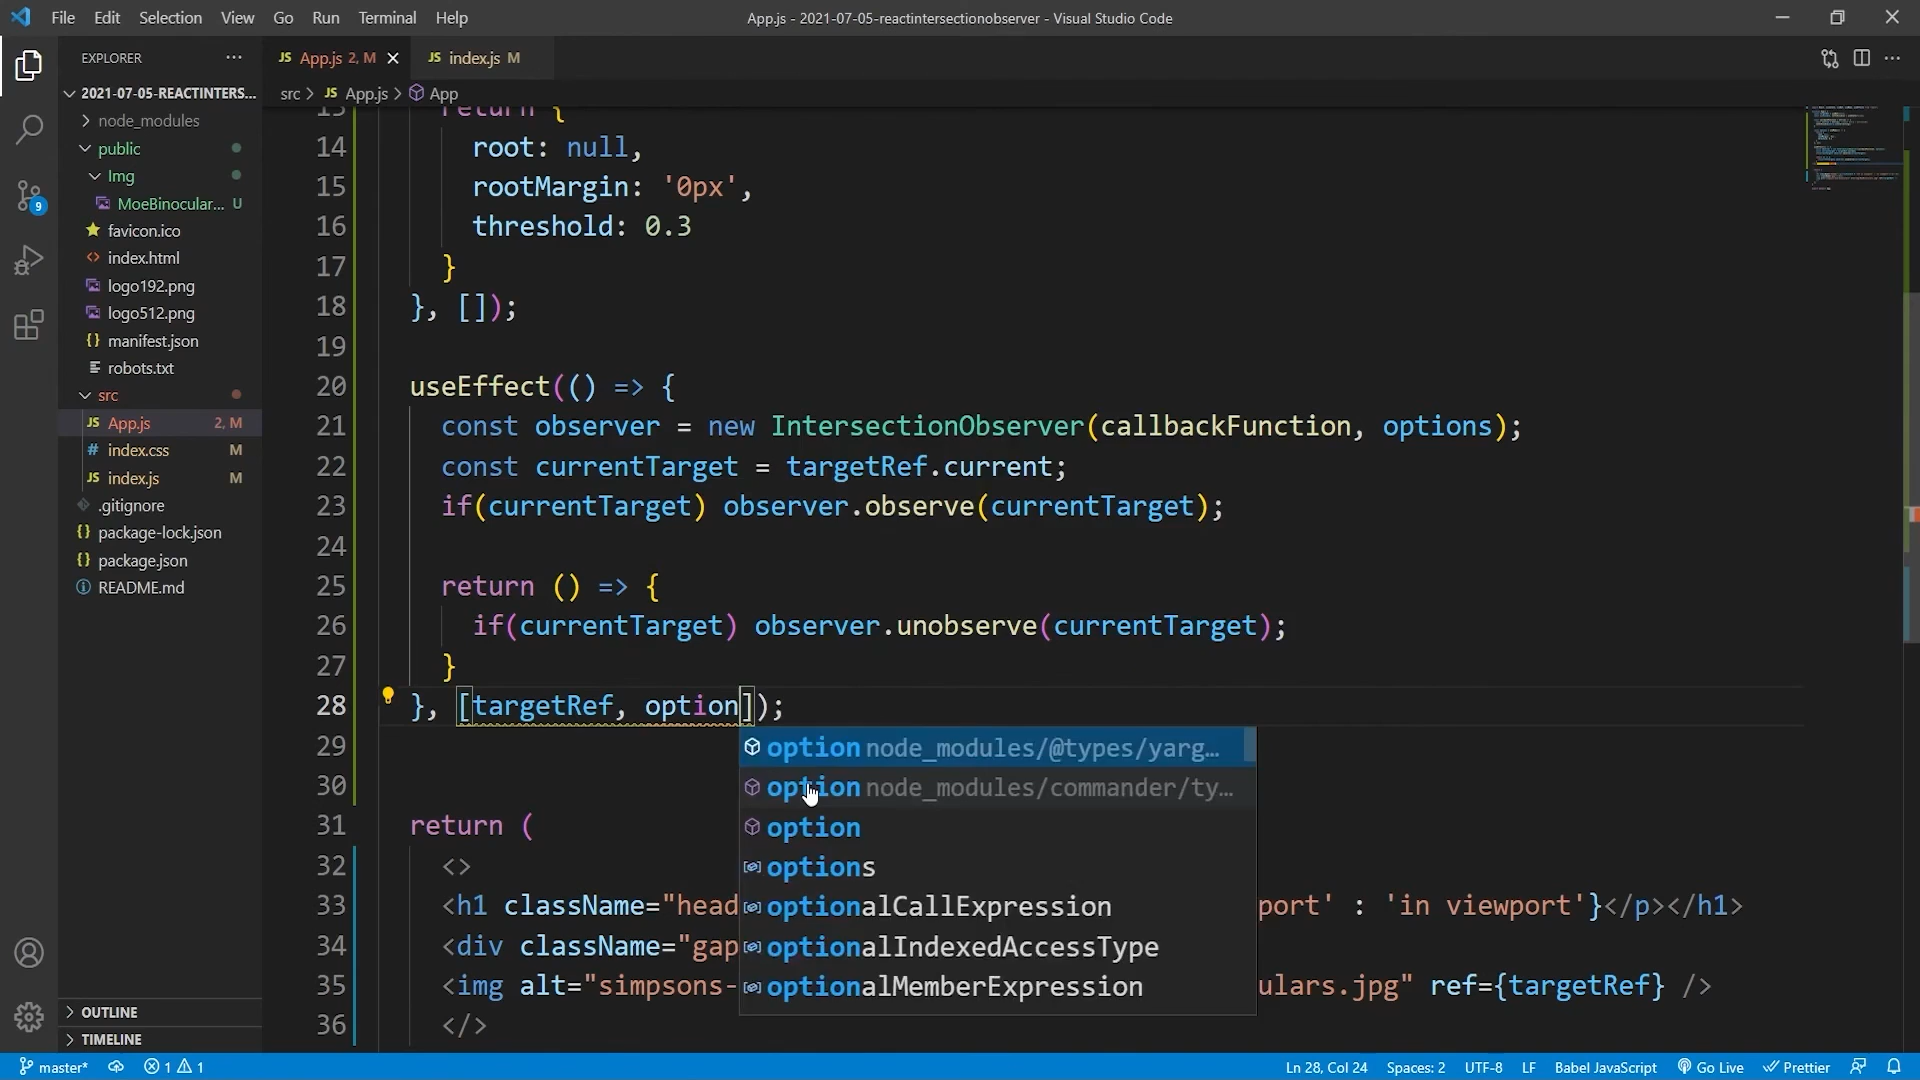 File Edit Selection View Go Run Terminal Help
App.js - 2021-07-05-reactintersectionobserver - Visual Studio Code
EXPLORER
JS App.js 2, M
JS index.js M
2021-07-05-REACTINTERS...
src > JS App.js > App
node_modules
public
Img
MoeBinocular... U
favicon.ico
index.html
logo192.png
logo512.png
manifest.json
robots.txt
src
JS App.js 2, M
# index.css M
JS index.js M
.gitignore
package-lock.json
package.json
README.md
OUTLINE
TIMELINE
9
13 return {
14 root: null,
15 rootMargin: '0px',
16 threshold: 0.3
17 }
18 }, []);
19
20 useEffect(() => {
21 const observer = new IntersectionObserver(callbackFunction, options);
22 const currentTarget = targetRef.current;
23 if(currentTarget) observer.observe(currentTarget);
24
25 return () => {
26 if(currentTarget) observer.unobserve(currentTarget);
27 }
28 }, [targetRef, option]);
29
30
31 return (
32 <>
33 <h1 className="head port' : 'in viewport'}</p></h1>
34 <div className="gap
35 <img alt="simpsons- ulars.jpg" ref={targetRef} />
36 </>
option node_modules/@types/yarg...
option node_modules/commander/ty...
option
options
optionalCallExpression
optionalIndexedAccessType
optionalMemberExpression
master* 1 1
Ln 28, Col 24 Spaces: 2 UTF-8 LF Babel JavaScript Go Live Prettier